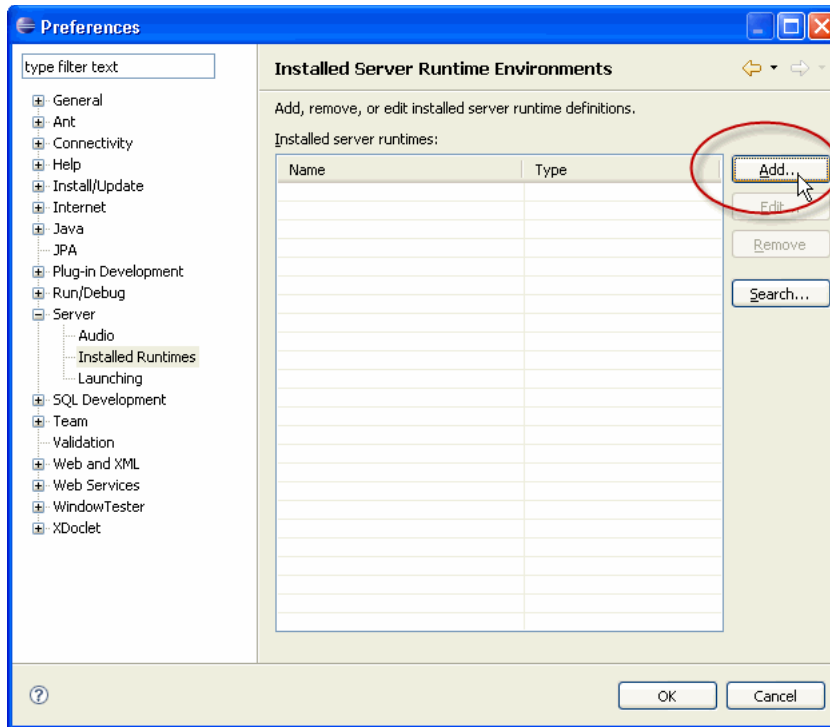 Preferences
type filter text
General
Ant
Connectivity
Help
Install/Update
Internet
Java
JPA
Plug-in Development
Run/Debug
Server
Audio
Installed Runtimes
Launching
SQL Development
Team
Validation
Web and XML
Web Services
WindowTester
XDoclet
Installed Server Runtime Environments
Add, remove, or edit installed server runtime definitions.
Installed server runtimes:
Name Type
Add...
Edit...
Remove
Search...
OK Cancel